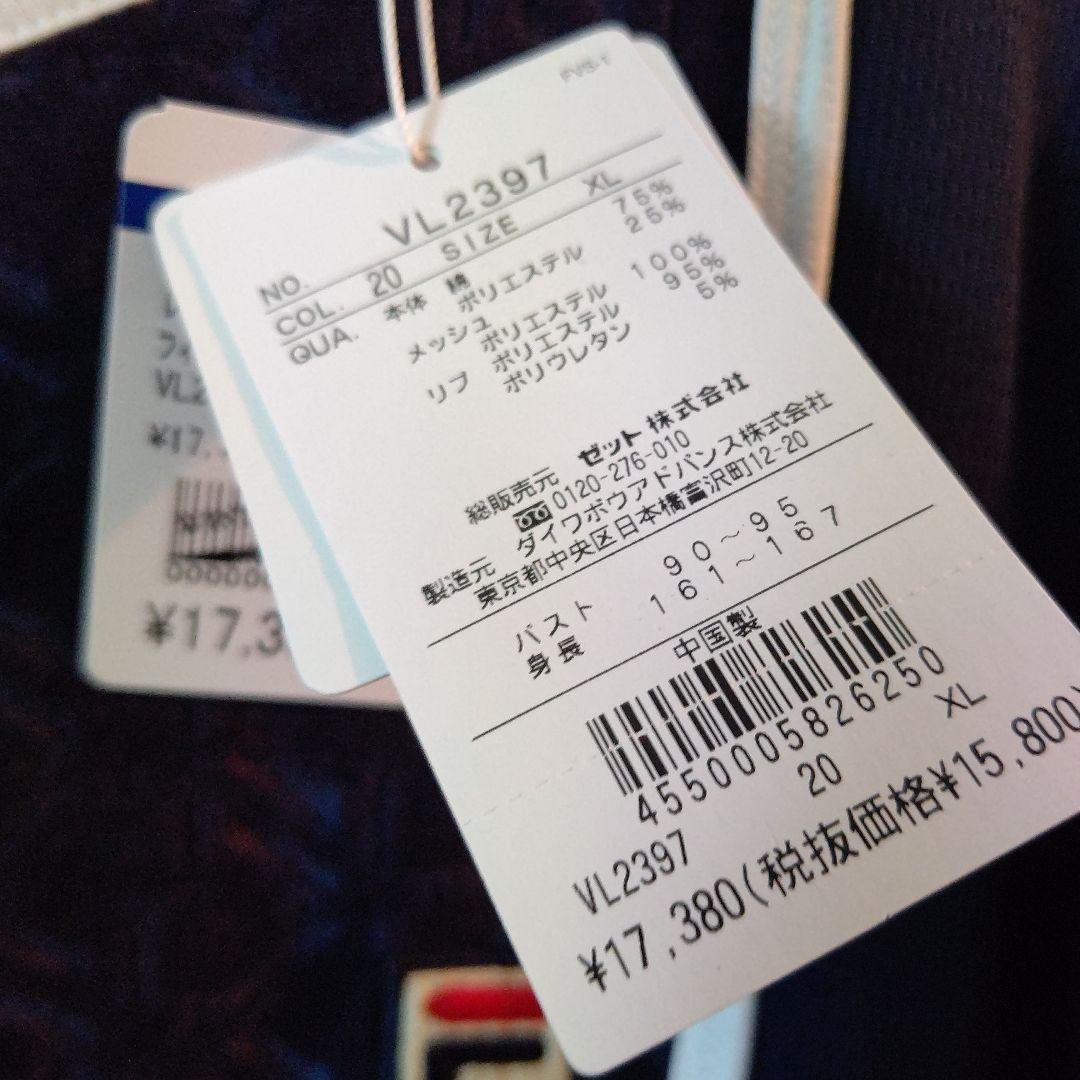 FVS-1
NO. VL2397
COL. 20 SIZE XL
QUA. 本体 綿 75%
ポリエステル 25%
メッシュ
ポリエステル 100%
リブ ポリエステル 95%
ポリウレタン 5%
総販売元 ゼット株式会社
0120-276-010
製造元 ダイワボウアドバンス株式会社
東京都中央区日本橋富沢町12-20
バスト 90~95
身長 161~167
中国製
4550005826250
VL2397 20 XL
¥17,380(税抜価格¥15,800)
フィ
VL2
¥17,
000000
¥17,3